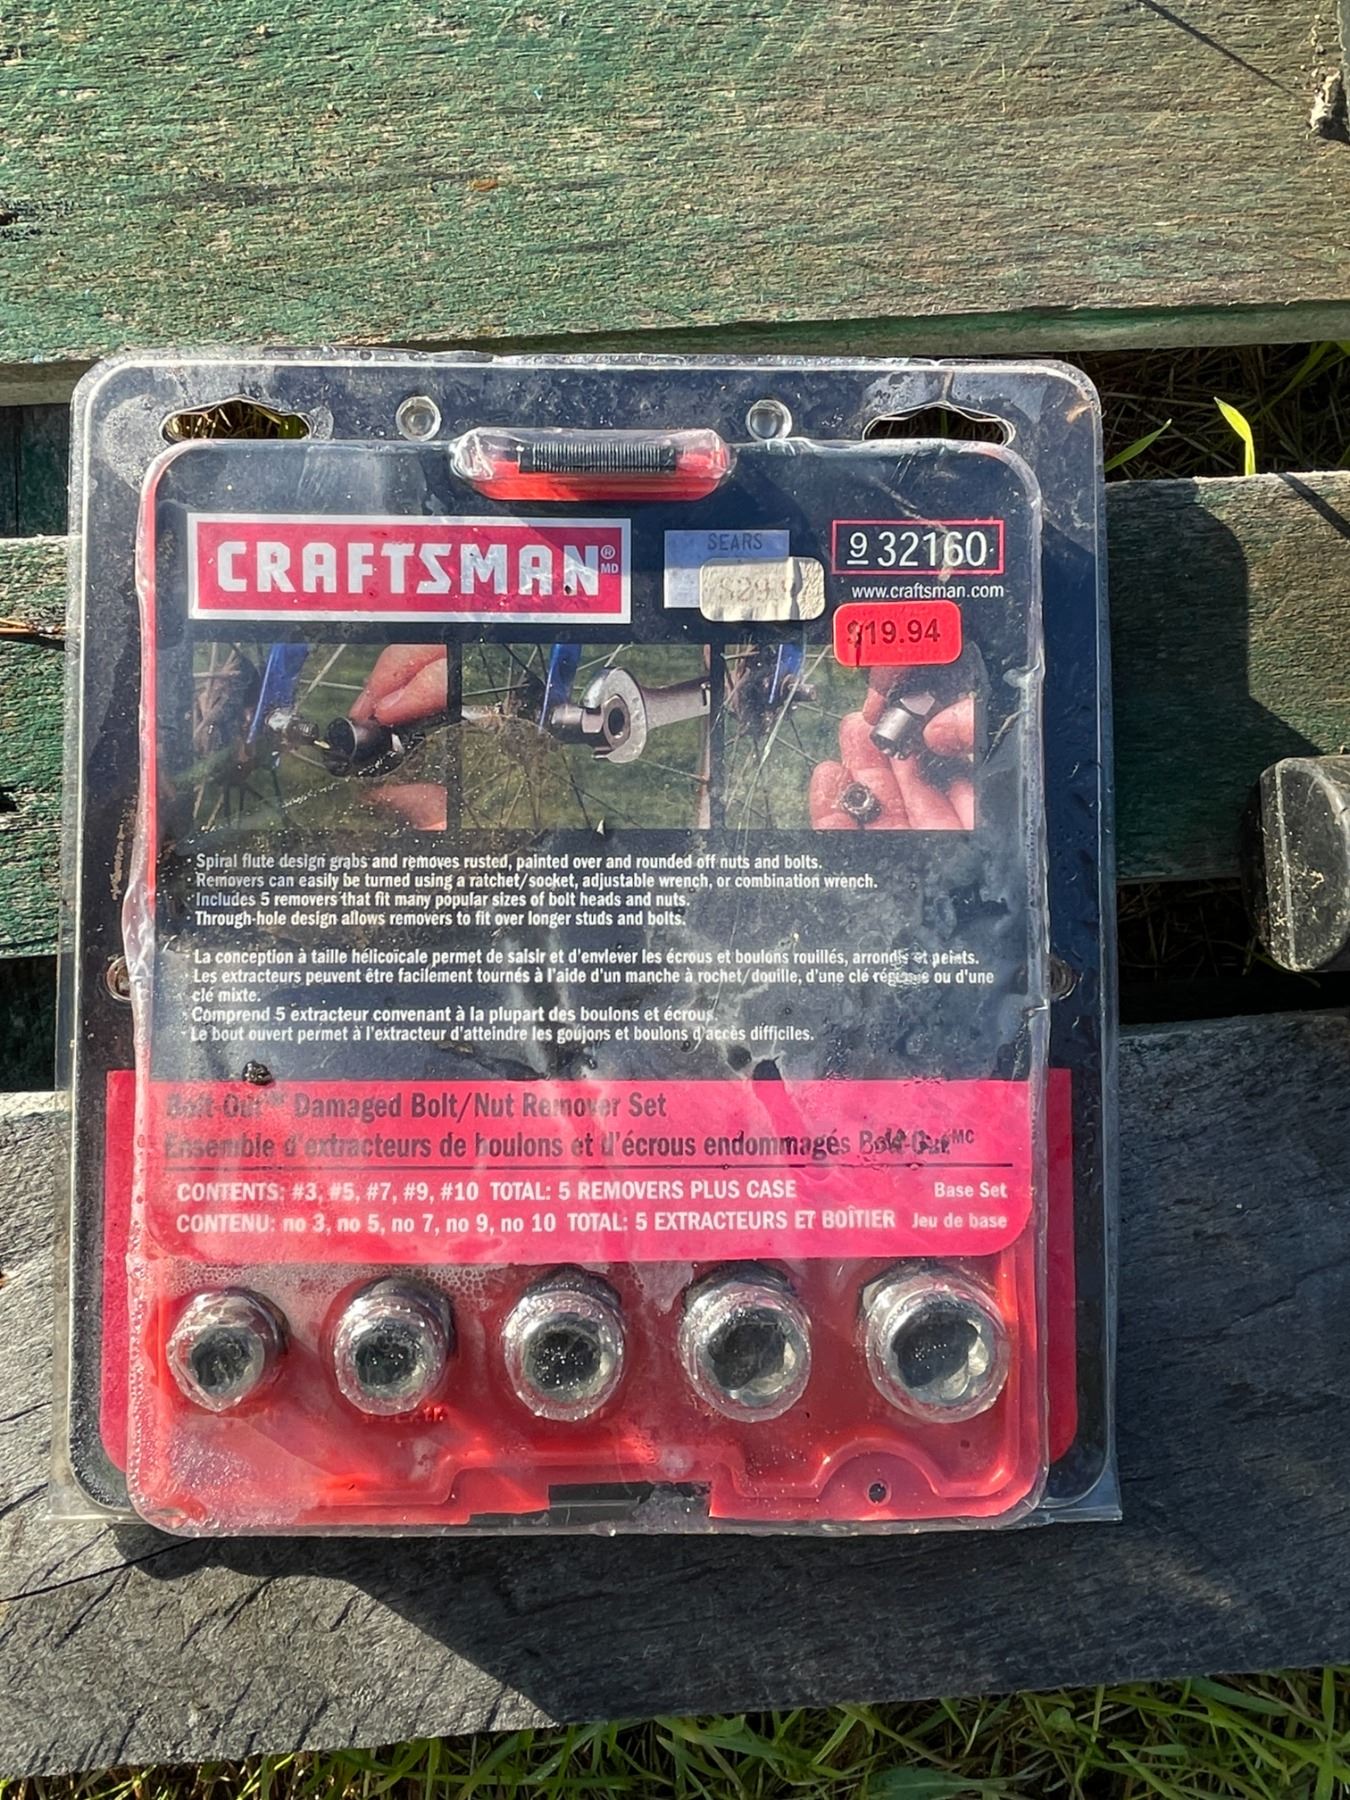 CRAFTSMAN®
MD
SEARS
9 32160
www.craftsman.com
$19.94
· Spiral flute design grabs and removes rusted, painted over and rounded off nuts and bolts.
· Removers can easily be turned using a ratchet/socket, adjustable wrench, or combination wrench.
· Includes 5 removers that fit many popular sizes of bolt heads and nuts.
· Through-hole design allows removers to fit over longer studs and bolts.
· La conception à taille hélicoïcale permet de saisir et d'envlever les écrous et boulons rouillés, arrondis et peints.
· Les extracteurs peuvent être facilement tournés à l'aide d'un manche à rochet/douille, d'une clé réglable ou d'une
clé mixte.
· Comprend 5 extracteur convenant à la plupart des boulons et écrous.
· Le bout ouvert permet à l'extracteur d'atteindre les goujons et boulons d'accès difficiles.
Bolt-Out™ Damaged Bolt/Nut Remover Set
Ensemble d'extracteurs de boulons et d'écrous endommagés Bold-Out MC
CONTENTS: #3, #5, #7, #9, #10 TOTAL: 5 REMOVERS PLUS CASE Base Set
CONTENU: no 3, no 5, no 7, no 9, no 10 TOTAL: 5 EXTRACTEURS ET BOÎTIER Jeu de base